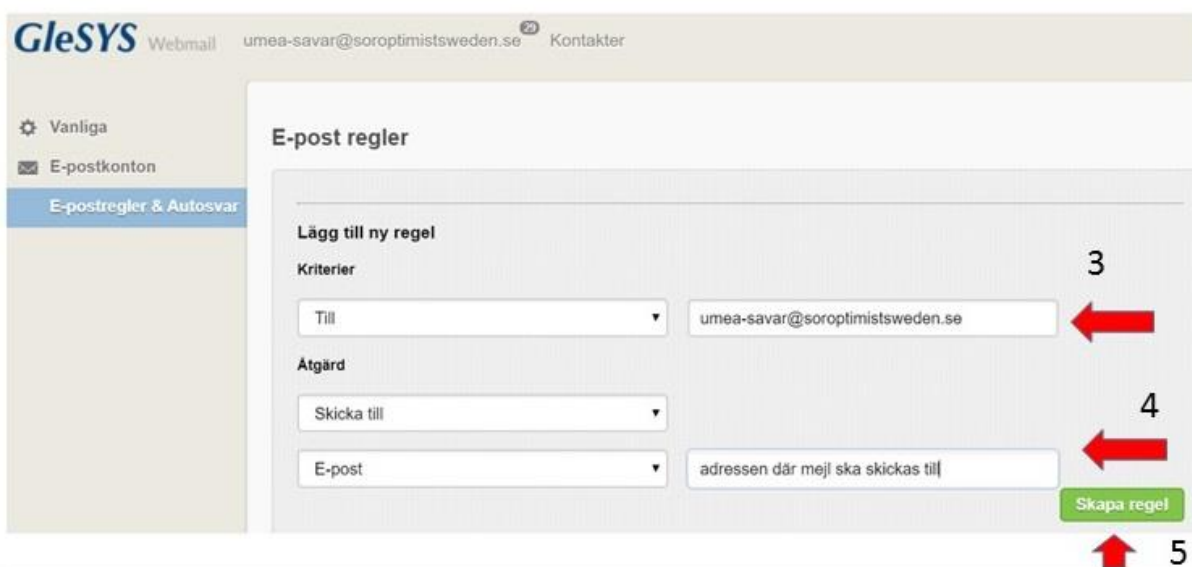 GleSYS Webmail umea-savar@soroptimistsweden.se 29 Kontakter
Vanliga
E-postkonton
E-postregler & Autosvar
E-post regler
Lägg till ny regel
Kriterier
3
Till umea-savar@soroptimistsweden.se
Åtgärd
Skicka till
4
E-post adressen där mejl ska skickas till
Skapa regel
5